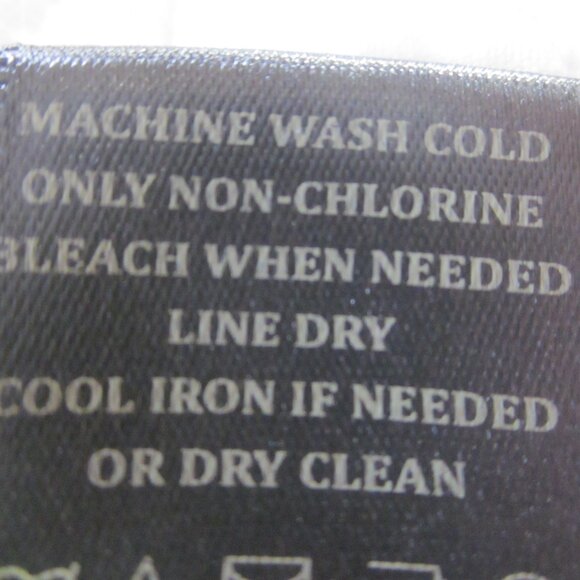 MACHINE WASH COLD
ONLY NON-CHLORINE
BLEACH WHEN NEEDED
LINE DRY
COOL IRON IF NEEDED
OR DRY CLEAN